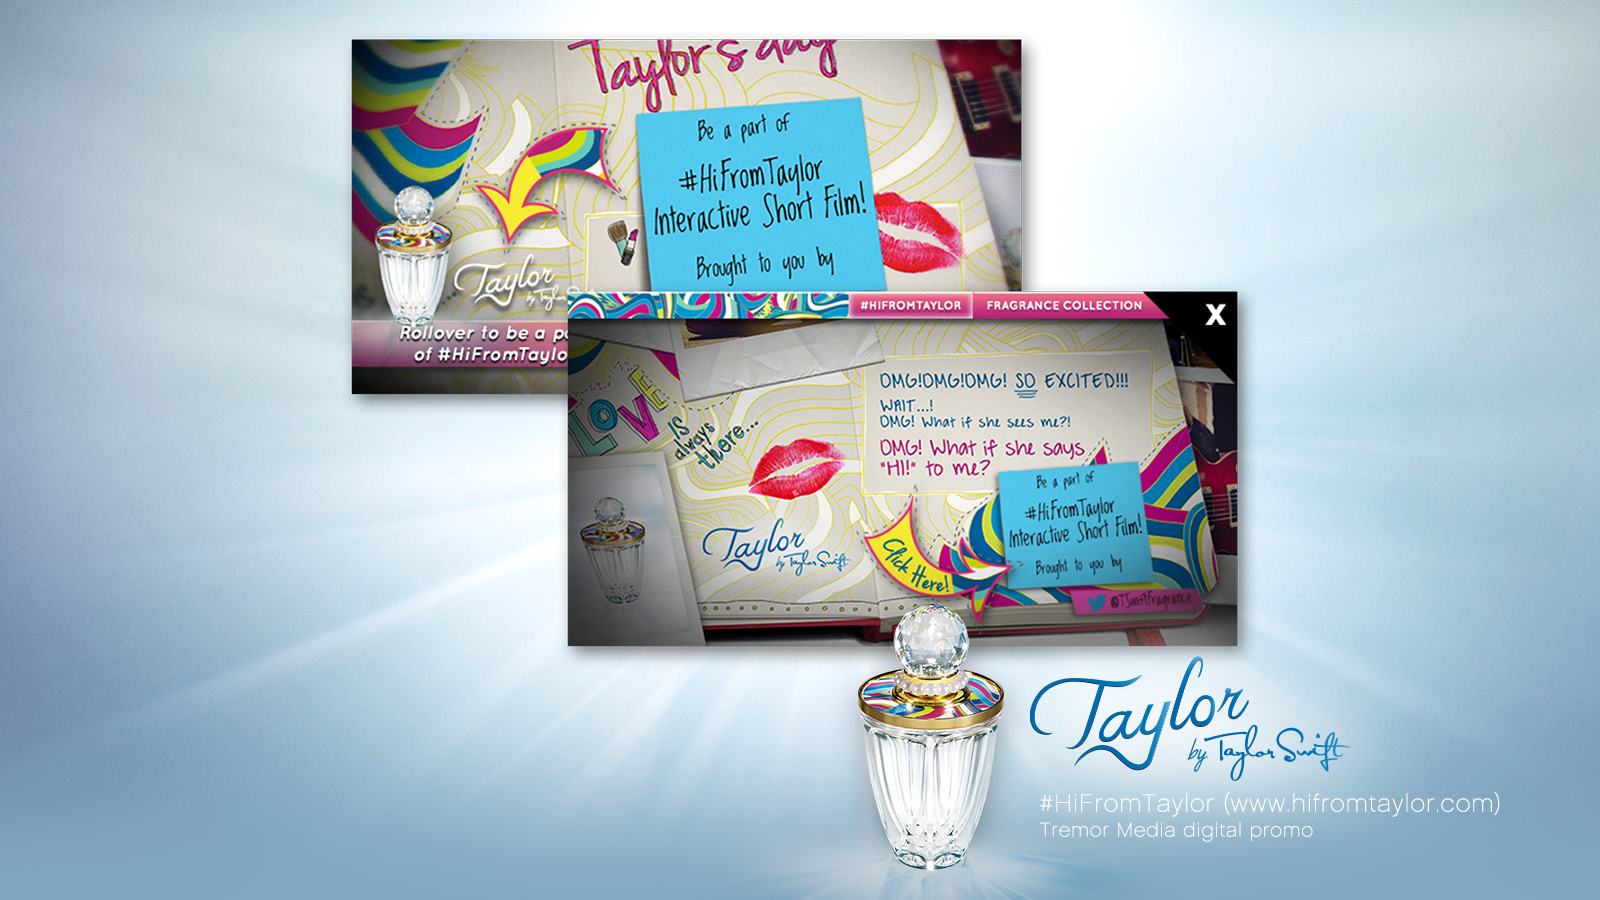 Taylor's day
Be a part of
#HiFromTaylor
Interactive Short Film!
Brought to you by
Taylor
by Taylor
Rollover to be a
of #HiFromTaylo
#HIFROMTAYLOR
FRAGRANCE COLLECTION
X
LOVE
IS
always
there...
OMG!OMG!OMG! SO EXCITED!!!
WAIT...!
OMG! What if she sees me?!
OMG! What if she says
"HI!" to me?
Be a part of
#HiFromTaylor
Interactive Short Film!
Brought to you by
Click Here!
@TSwiftFragrance
Taylor
by Taylor Swift
Taylor
by Taylor Swift
#HiFromTaylor (www.hifromtaylor.com)
Tremor Media digital promo